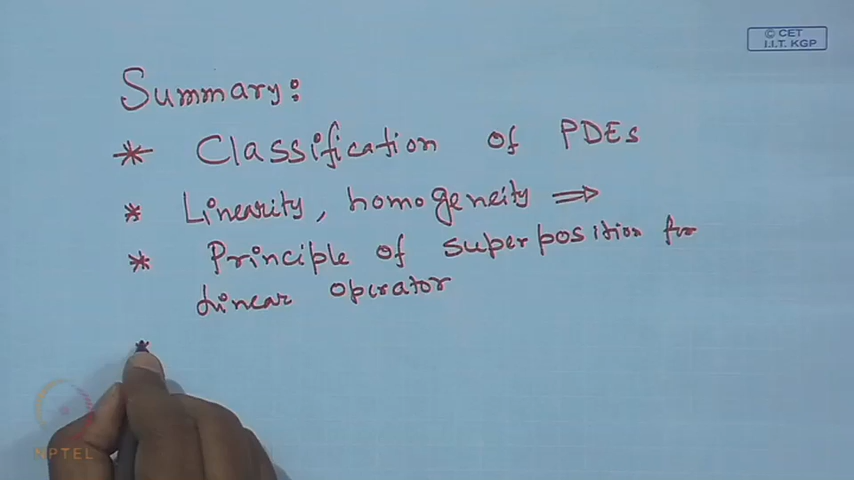 © CET
I.I.T. KGP
Summary:
* Classification of PDEs
* Linearity, homogeneity ⇒
* Principle of superposition for
Linear operator
*
NPTEL